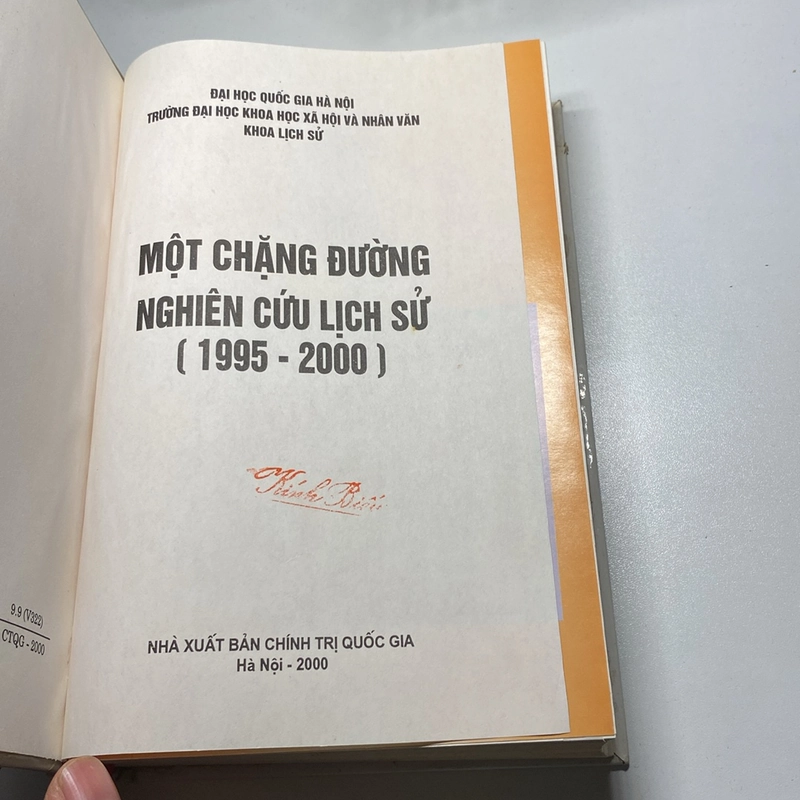 ĐẠI HỌC QUỐC GIA HÀ NỘI
TRƯỜNG ĐẠI HỌC KHOA HỌC XÃ HỘI VÀ NHÂN VĂN
KHOA LỊCH SỬ
MỘT CHẶNG ĐƯỜNG
NGHIÊN CỨU LỊCH SỬ
( 1995 - 2000 )
Kính Biếu
NHÀ XUẤT BẢN CHÍNH TRỊ QUỐC GIA
Hà Nội - 2000
9.9 (V322)
CTQG - 2000